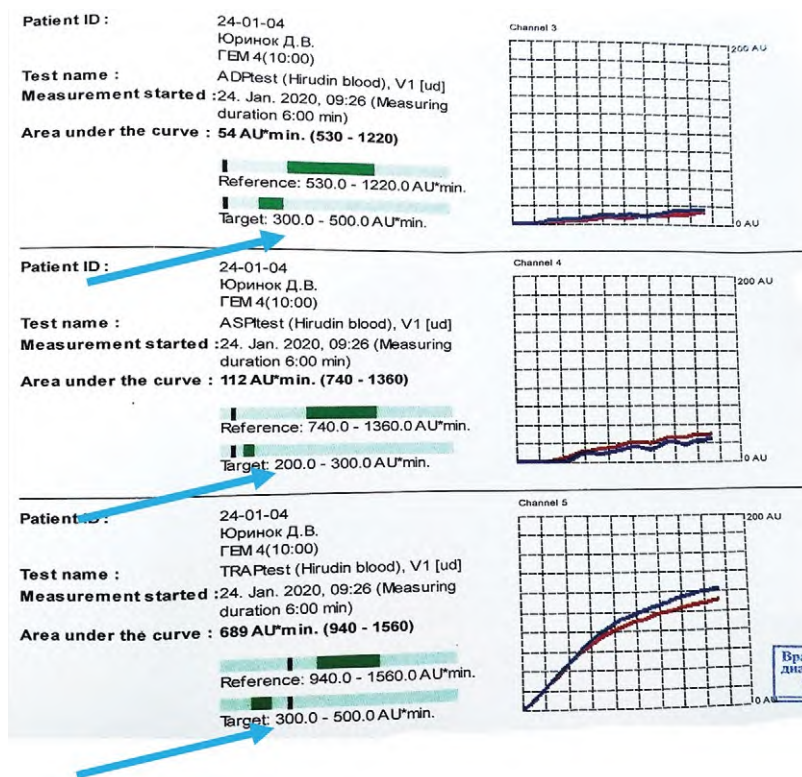 Patient ID : 24-01-04
Юринок Д.В.
ГЕМ 4(10:00)
Test name : ADPtest (Hirudin blood), V1 [ud]
Measurement started :24. Jan. 2020, 09:26 (Measuring
duration 6:00 min)
Area under the curve : 54 AU*min. (530 - 1220)
Reference: 530.0 - 1220.0 AU*min.
Target: 300.0 - 500.0 AU*min.
Channel 3
200 AU
0 AU
Patient ID : 24-01-04
Юринок Д.В.
ГЕМ 4(10:00)
Test name : ASPItest (Hirudin blood), V1 [ud]
Measurement started :24. Jan. 2020, 09:26 (Measuring
duration 6:00 min)
Area under the curve : 112 AU*min. (740 - 1360)
Reference: 740.0 - 1360.0 AU*min.
Target: 200.0 - 300.0 AU*min.
Channel 4
200 AU
0 AU
Patient ID : 24-01-04
Юринок Д.В.
ГЕМ 4(10:00)
Test name : TRAPtest (Hirudin blood), V1 [ud]
Measurement started :24. Jan. 2020, 09:26 (Measuring
duration 6:00 min)
Area under the curve : 689 AU*min. (940 - 1560)
Reference: 940.0 - 1560.0 AU*min.
Target: 300.0 - 500.0 AU*min.
Channel 5
200 AU
0 AU